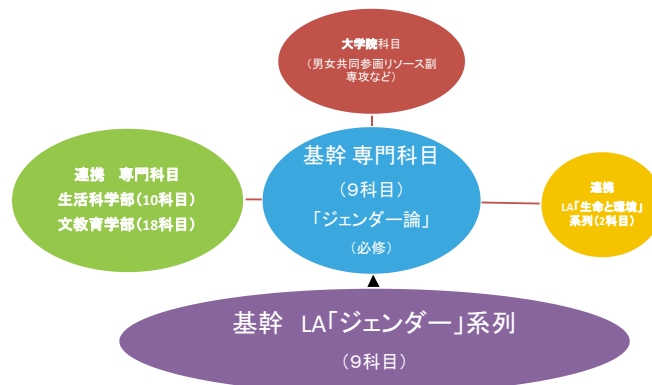 大学院科目
(男女共同参画リソース副
専攻など)
基幹 専門科目
(9科目)
「ジェンダー論」
(必修)
連携　専門科目
生活科学部(10科目)
文教育学部(18科目)
連携
LA「生命と環境」
系列(2科目)
基幹　LA「ジェンダー」系列
(9科目)